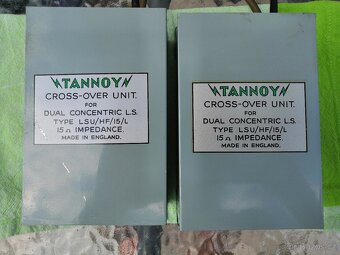 TANNOY
CROSS-OVER UNIT.
FOR
DUAL CONCENTRIC L.S.
TYPE LSU/HF/15/L
15 Ω IMPEDANCE.
MADE IN ENGLAND.
TANNOY
CROSS-OVER UNIT.
FOR
DUAL CONCENTRIC L.S.
TYPE LSU/HF/15/L
15 Ω IMPEDANCE.
MADE IN ENGLAND.